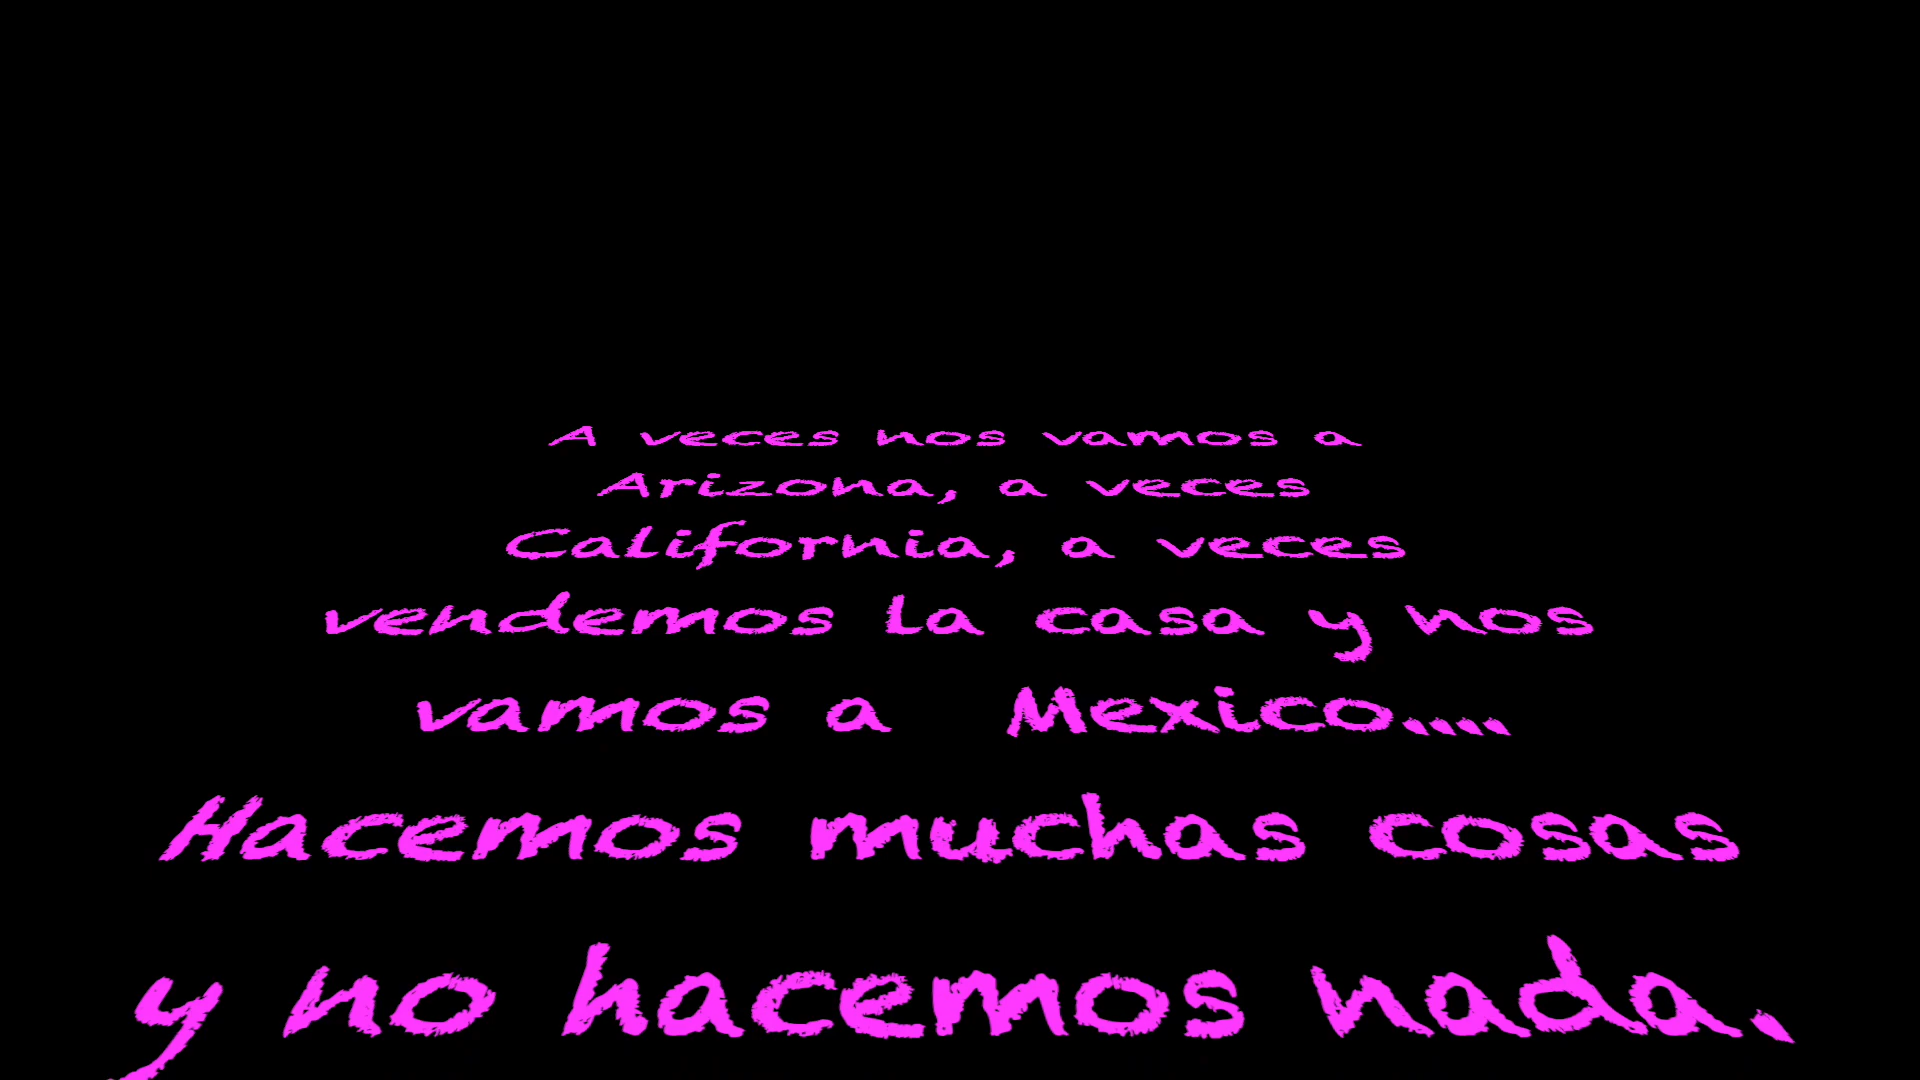 A veces nos vamos a
Arizona, a veces
California, a veces
vendemos la casa y nos
vamos a Mexico....
Hacemos muchas cosas
y no hacemos nada.